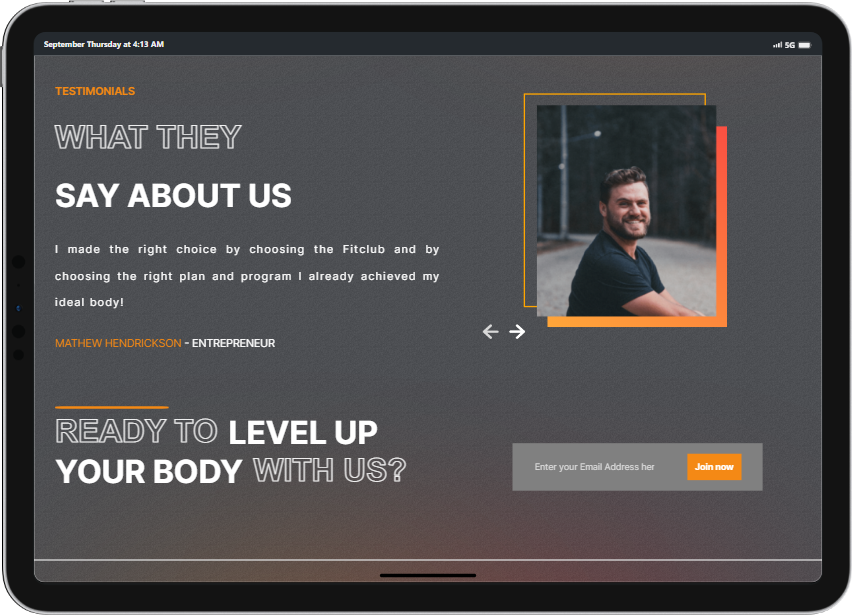 September Thursday at 4:13 AM
5G
TESTIMONIALS
WHAT THEY
SAY ABOUT US
I made the right choice by choosing the Fitclub and by
choosing the right plan and program I already achieved my
ideal body!
MATHEW HENDRICKSON - ENTREPRENEUR
READY TO LEVEL UP
YOUR BODY WITH US?
Enter your Email Address her
Join now